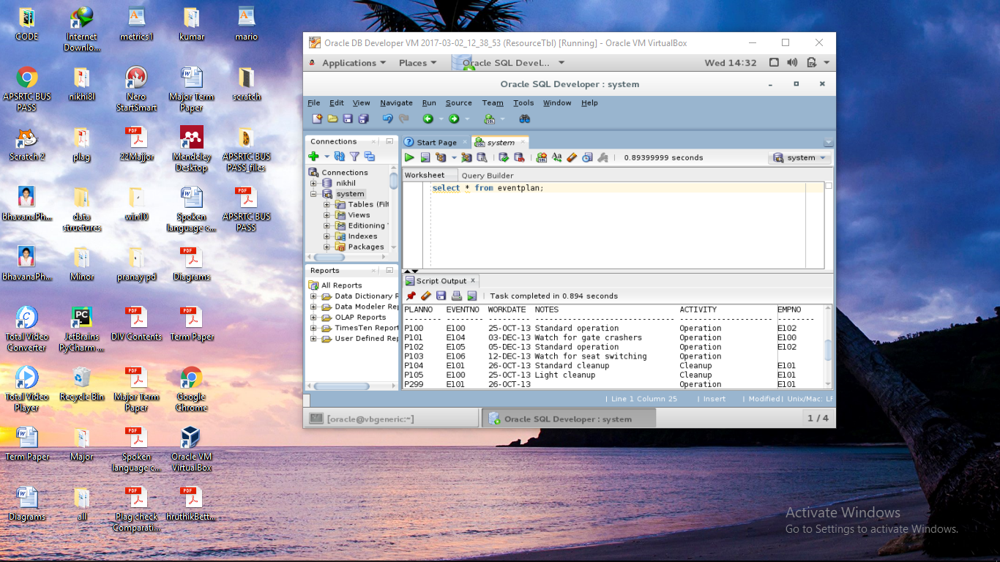 CODE
Internet Downlo...
metrics1
kumar
mario
APSRTC BUS PASS
nikhi8l
Nero StartSmart
Major Term Paper
scratch
Scratch 2
plag
22Majjor
Mendeley Desktop
APSRTC BUS PASS_files
bhavanaPh...
data structures
win10
Spoken language c...
APSRTC BUS PASS
bhavanaPh...
Minor
pranay pd
Diagrams
Total Video Converter
JetBrains PyCharm ...
DIV Contents
Term Paper
Total Video Player
Recycle Bin
Major Term Paper
Google Chrome
Term Paper
Major
Spoken language c...
Oracle VM VirtualBox
Diagrams
all
Plag check Comparati...
hruthikBett...
Oracle DB Developer VM 2017-03-02_12_38_53 (ResourceTbl) [Running] - Oracle VM VirtualBox
Applications Places Oracle SQL Devel... Wed 14:32
Oracle SQL Developer : system
File Edit View Navigate Run Source Team Tools Window Help
Connections
Connections
nikhil
system
Tables (Filt
Views
Editioning
Indexes
Packages
Reports
All Reports
Data Dictionary R
Data Modeler Rep
OLAP Reports
TimesTen Report
User Defined Rep
Start Page system
0.89399999 seconds system
Worksheet Query Builder
select * from eventplan;
Script Output
Task completed in 0.894 seconds
PLANNO EVENTNO WORKDATE NOTES ACTIVITY EMPNO
P100 E100 25-OCT-13 Standard operation Operation E102
P101 E104 03-DEC-13 Watch for gate crashers Operation E100
P102 E105 05-DEC-13 Standard operation Operation E102
P103 E106 12-DEC-13 Watch for seat switching Operation
P104 E101 26-OCT-13 Standard cleanup Cleanup E101
P105 E100 25-OCT-13 Light cleanup Cleanup E101
P299 E101 26-OCT-13 Operation E101
| Line 1 Column 25 | Insert | Modified | Unix/Mac: LF
[oracle@vbgeneric:~] Oracle SQL Developer : system 1 / 4
Activate Windows
Go to Settings to activate Windows.